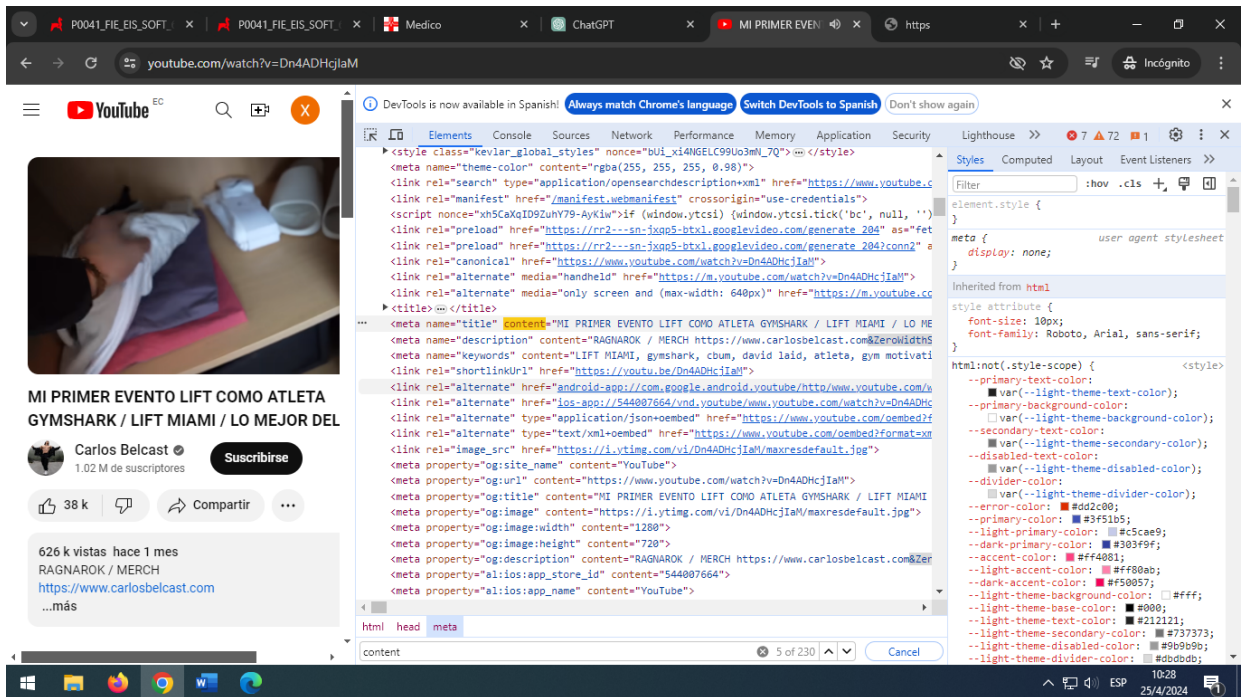 P0041_FIE_EIS_SOFT_
P0041_FIE_EIS_SOFT_
Medico
ChatGPT
MI PRIMER EVEN
https
youtube.com/watch?v=Dn4ADHcjIaM
Incógnito
YouTube EC
X
MI PRIMER EVENTO LIFT COMO ATLETA
GYMSHARK / LIFT MIAMI / LO MEJOR DEL
Carlos Belcast
1.02 M de suscriptores
Suscribirse
38 k
Compartir
626 k vistas hace 1 mes
RAGNAROK / MERCH
https://www.carlosbelcast.com
...más
DevTools is now available in Spanish! Always match Chrome's language Switch DevTools to Spanish Don't show again
Elements Console Sources Network Performance Memory Application Security Lighthouse 7 72 1
<style class="kevlar_global_styles" nonce="bUi_xi4NGELC99Uo3mN_7Q">…</style>
<meta name="theme-color" content="rgba(255, 255, 255, 0.98)">
<link rel="search" type="application/opensearchdescription+xml" href="https://www.youtube.c
<link rel="manifest" href="/manifest.webmanifest" crossorigin="use-credentials">
<script nonce="xh5CaXqID9ZuhY79-AyKiw">if (window.ytcsi) {window.ytcsi.tick('bc', null, '')
<link rel="preload" href="https://rr2---sn-jxqp5-btxl.googlevideo.com/generate_204" as="fet
<link rel="preload" href="https://rr2---sn-jxqp5-btxl.googlevideo.com/generate_204?conn2" a
<link rel="canonical" href="https://www.youtube.com/watch?v=Dn4ADHcjIaM">
<link rel="alternate" media="handheld" href="https://m.youtube.com/watch?v=Dn4ADHcjIaM">
<link rel="alternate" media="only screen and (max-width: 640px)" href="https://m.youtube.cc
<title>…</title>
<meta name="title" content="MI PRIMER EVENTO LIFT COMO ATLETA GYMSHARK / LIFT MIAMI / LO ME
<meta name="description" content="RAGNAROK / MERCH https://www.carlosbelcast.com&ZeroWidthS
<meta name="keywords" content="LIFT MIAMI, gymshark, cbum, david laid, atleta, gym motivati
<link rel="shortlinkUrl" href="https://youtu.be/Dn4ADHcjIaM">
<link rel="alternate" href="android-app://com.google.android.youtube/http/www.youtube.com/w
<link rel="alternate" href="ios-app://544007664/vnd.youtube/www.youtube.com/watch?v=Dn4ADHc
<link rel="alternate" type="application/json+oembed" href="https://www.youtube.com/oembed?f
<link rel="alternate" type="text/xml+oembed" href="https://www.youtube.com/oembed?format=xm
<link rel="image_src" href="https://i.ytimg.com/vi/Dn4ADHcjIaM/maxresdefault.jpg">
<meta property="og:site_name" content="YouTube">
<meta property="og:url" content="https://www.youtube.com/watch?v=Dn4ADHcjIaM">
<meta property="og:title" content="MI PRIMER EVENTO LIFT COMO ATLETA GYMSHARK / LIFT MIAMI
<meta property="og:image" content="https://i.ytimg.com/vi/Dn4ADHcjIaM/maxresdefault.jpg">
<meta property="og:image:width" content="1280">
<meta property="og:image:height" content="720">
<meta property="og:description" content="RAGNAROK / MERCH https://www.carlosbelcast.com&Zer
<meta property="al:ios:app_store_id" content="544007664">
<meta property="al:ios:app_name" content="YouTube">
html head meta
content
5 of 230
Cancel
Styles Computed Layout Event Listeners
Filter
:hov .cls
element.style {
}
meta { user agent stylesheet
display: none;
}
Inherited from html
style attribute {
font-size: 10px;
font-family: Roboto, Arial, sans-serif;
}
html:not(.style-scope) { <style>
--primary-text-color:
var(--light-theme-text-color);
--primary-background-color:
var(--light-theme-background-color);
--secondary-text-color:
var(--light-theme-secondary-color);
--disabled-text-color:
var(--light-theme-disabled-color);
--divider-color:
var(--light-theme-divider-color);
--error-color: #dd2c00;
--primary-color: #3f51b5;
--light-primary-color: #c5cae9;
--dark-primary-color: #303f9f;
--accent-color: #ff4081;
--light-accent-color: #ff80ab;
--dark-accent-color: #f50057;
--light-theme-background-color: #fff;
--light-theme-base-color: #000;
--light-theme-text-color: #212121;
--light-theme-secondary-color: #737373;
--light-theme-disabled-color: #9b9b9b;
--light-theme-divider-color: #dbdbdb;
ESP
10:28
25/4/2024
1